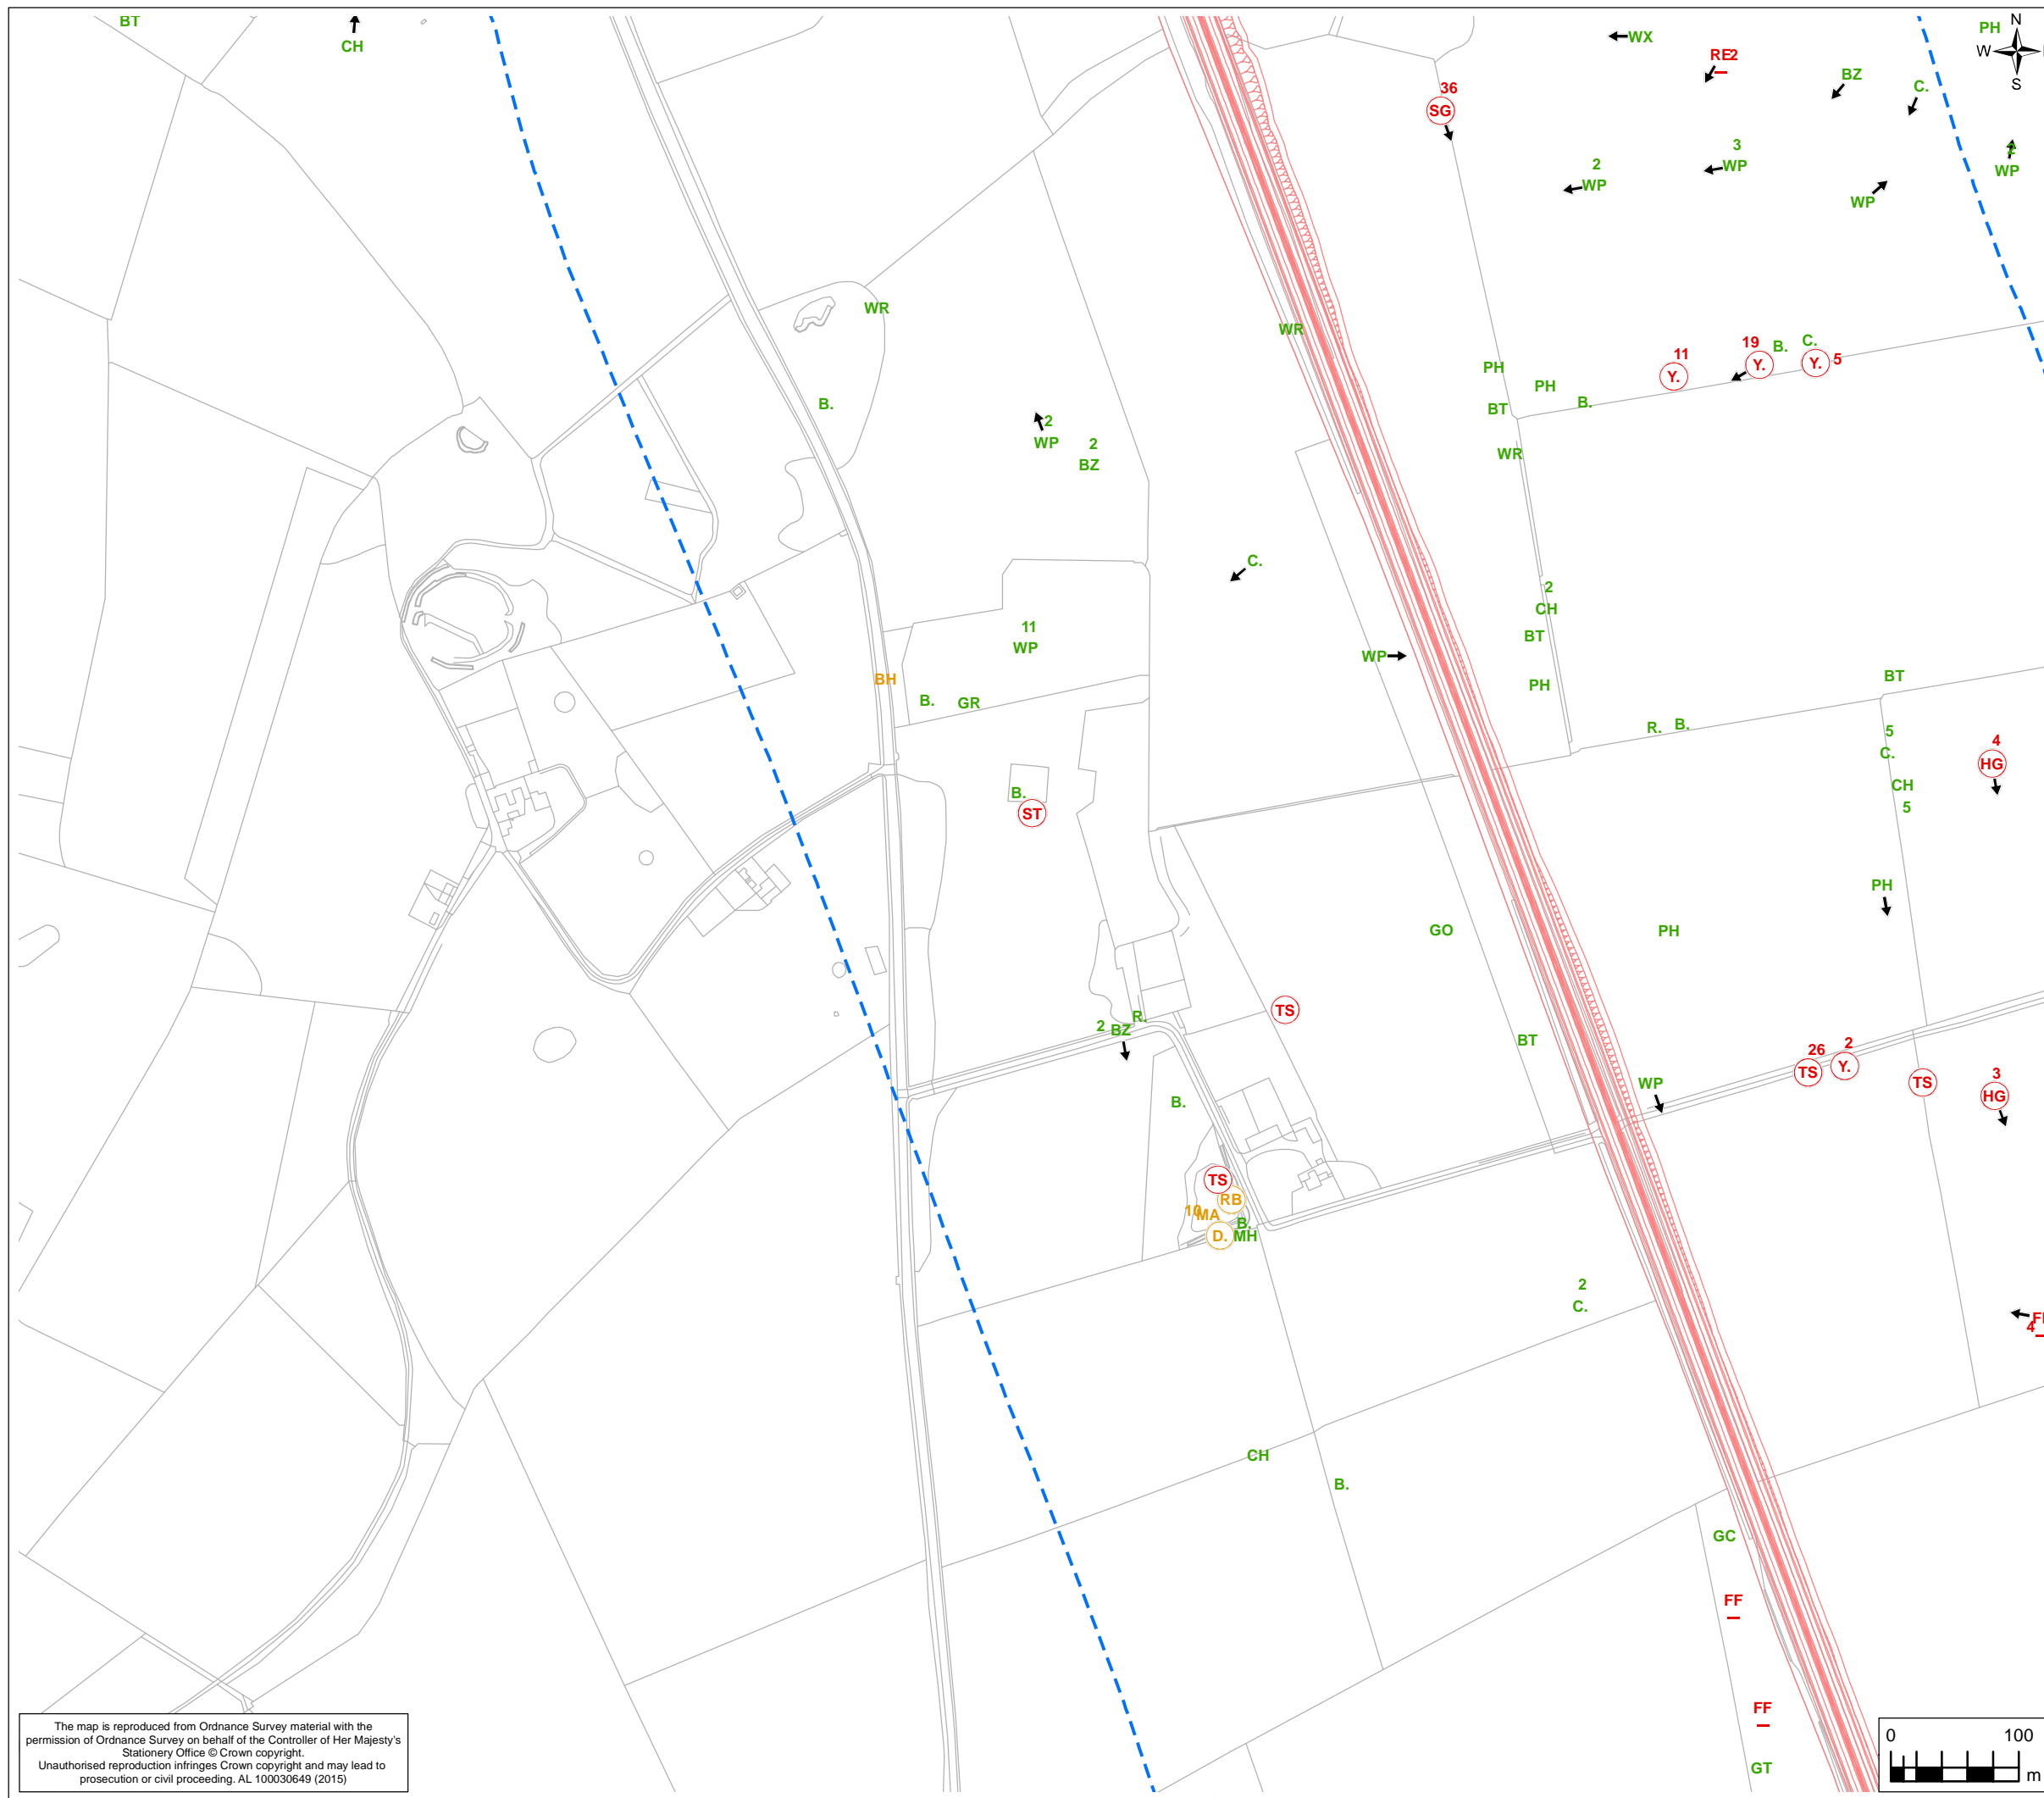 BT
CH
WX
PH
N
W
S
RE2
BZ
C.
36
SG
2
WP
3
WP
2
WP
WP
WR
WR
B.
PH
PH
BT
B.
11
Y.
19
Y.
B.
C.
Y.
5
2
WP
2
BZ
WR
C.
2
CH
BT
11
WP
WP
PH
BH
B.
GR
BT
R.
B.
5
C.
4
HG
CH
5
B.
ST
PH
GO
PH
TS
2
BZ
R.
BT
26
TS
2
Y.
TS
3
HG
WP
B.
TS
RB
10
MA
D.
B.
MH
2
C.
4
CH
B.
GC
FF
FF
GT
The map is reproduced from Ordnance Survey material with the
permission of Ordnance Survey on behalf of the Controller of Her Majesty's
Stationery Office © Crown copyright.
Unauthorised reproduction infringes Crown copyright and may lead to
prosecution or civil proceeding. AL 100030649 (2015)
0 100
m